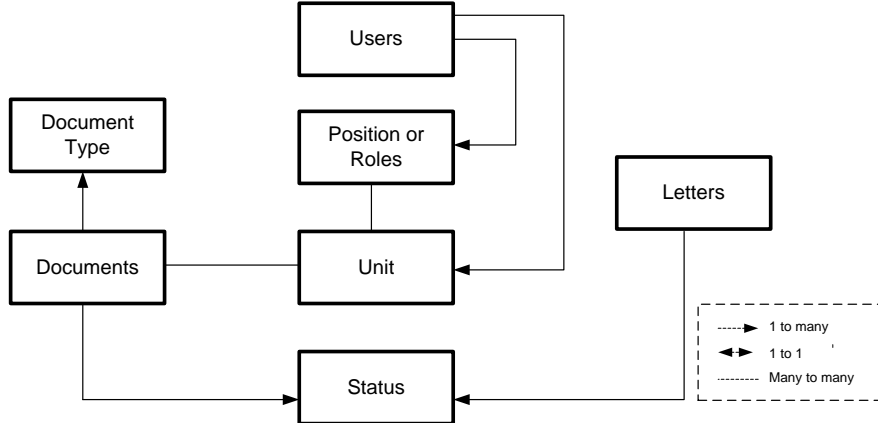 Users
Document
Type
Position or
Roles
Letters
Documents
Unit
Status
1 to many
1 to 1 '
Many to many